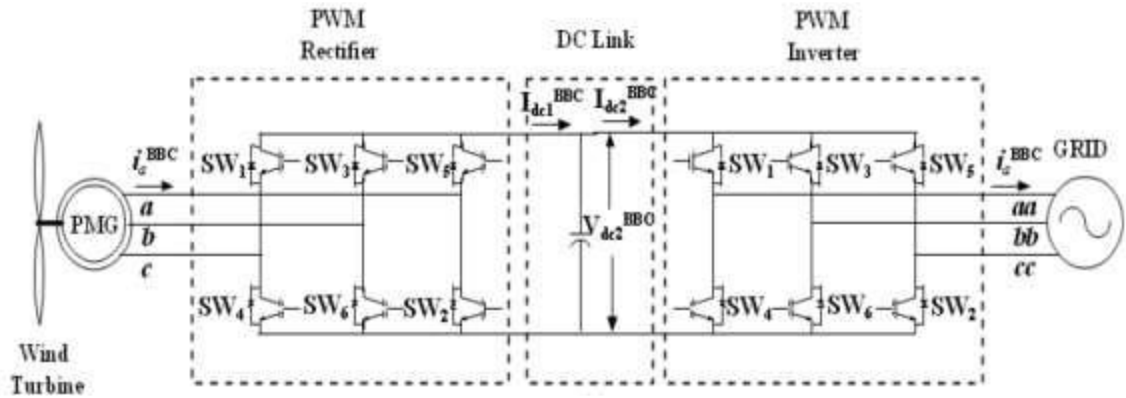 PWM
Rectifier
DC Link
PWM
Inverter
I_dc1^BBC
I_dc2^BBC
i_a^BBC
SW₁
SW₃
SW₅
SW₁
SW₃
SW₅
i_a^BBC
GRID
PMG
a
b
c
V_dc2^BBC
aa
bb
cc
SW₄
SW₆
SW₂
SW₄
SW₆
SW₂
Wind
Turbine